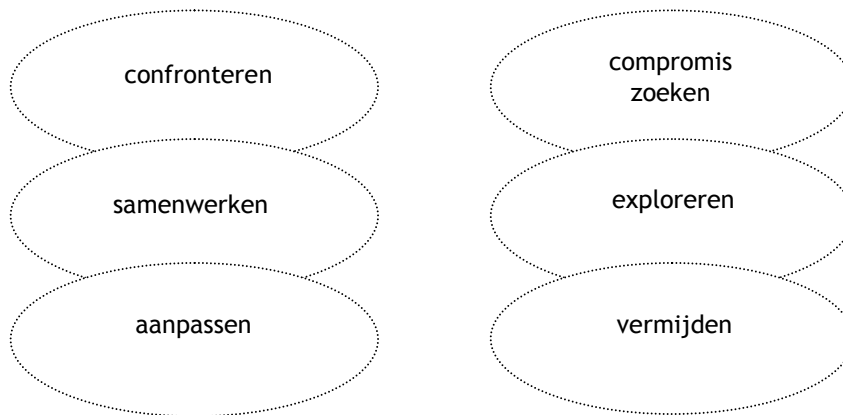 confronteren
samenwerken
aanpassen
compromis
zoeken
exploreren
vermijden